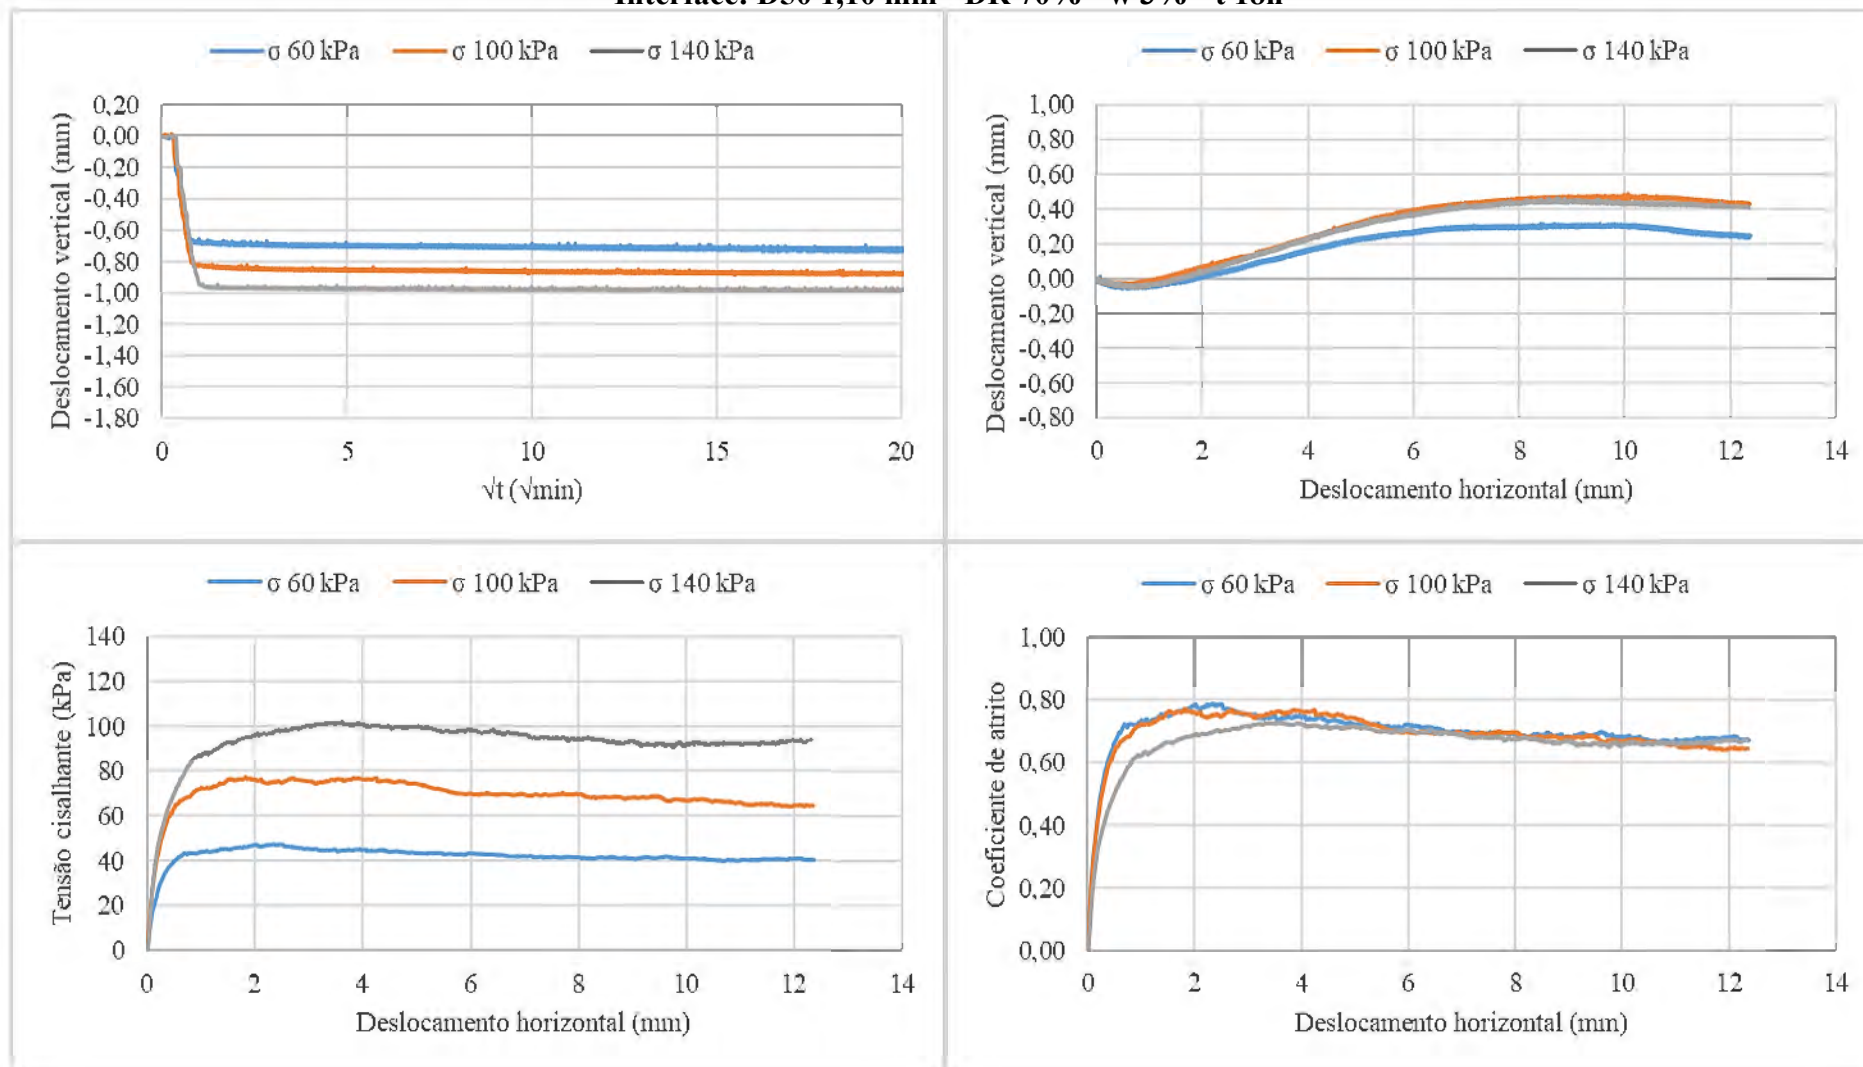 σ 60 kPa σ 100 kPa σ 140 kPa
Deslocamento vertical (mm)
0,20
0,00
-0,20
-0,40
-0,60
-0,80
-1,00
-1,20
-1,40
-1,60
-1,80
0 5 10 15 20
√t (√min)
σ 60 kPa σ 100 kPa σ 140 kPa
Deslocamento vertical (mm)
1,00
0,80
0,60
0,40
0,20
0,00
-0,20
-0,40
-0,60
-0,80
0 2 4 6 8 10 12 14
Deslocamento horizontal (mm)
σ 60 kPa σ 100 kPa σ 140 kPa
Tensão cisalhante (kPa)
140
120
100
80
60
40
20
0
0 2 4 6 8 10 12 14
Deslocamento horizontal (mm)
σ 60 kPa σ 100 kPa σ 140 kPa
Coeficiente de atrito
1,00
0,80
0,60
0,40
0,20
0,00
0 2 4 6 8 10 12 14
Deslocamento horizontal (mm)